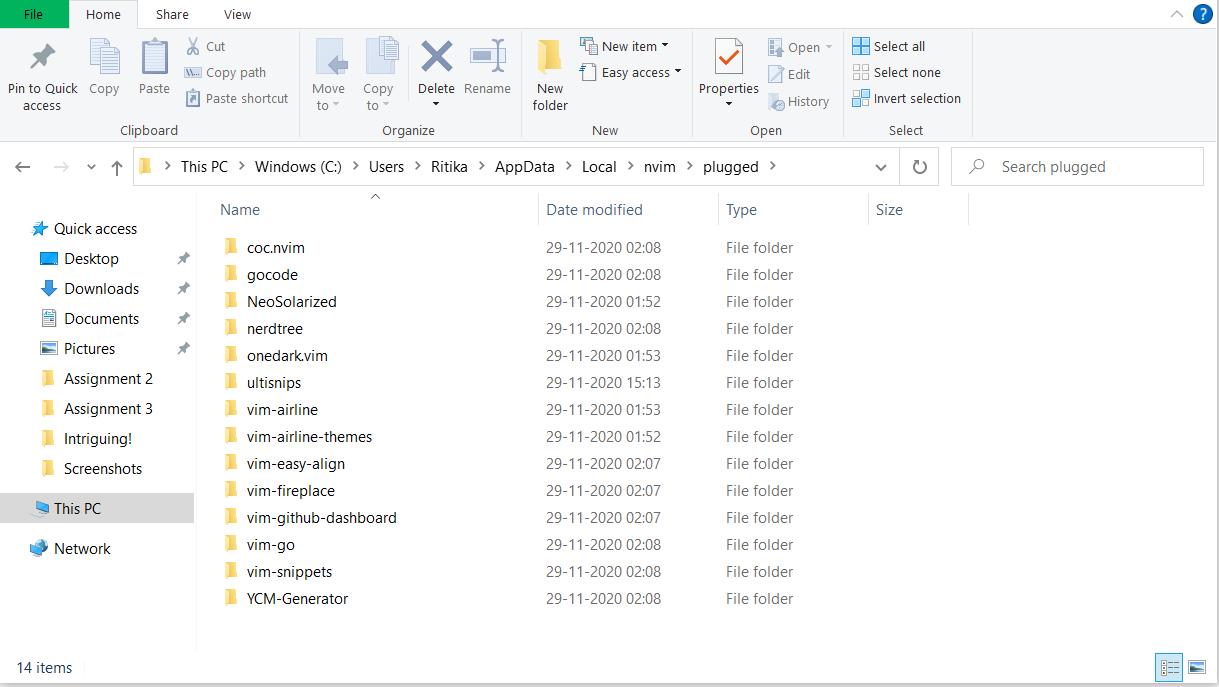 File Home Share View ?
Pin to Quick access
Copy
Paste
Cut
Copy path
Paste shortcut
Clipboard
Move to
Copy to
Delete
Rename
Organize
New folder
New item
Easy access
New
Properties
Open
Edit
History
Open
Select all
Select none
Invert selection
Select
This PC > Windows (C:) > Users > Ritika > AppData > Local > nvim > plugged >
Search plugged
Quick access
Desktop
Downloads
Documents
Pictures
Assignment 2
Assignment 3
Intriguing!
Screenshots
This PC
Network
Name Date modified Type Size
coc.nvim 29-11-2020 02:08 File folder
gocode 29-11-2020 02:08 File folder
NeoSolarized 29-11-2020 01:52 File folder
nerdtree 29-11-2020 02:08 File folder
onedark.vim 29-11-2020 01:53 File folder
ultisnips 29-11-2020 15:13 File folder
vim-airline 29-11-2020 01:53 File folder
vim-airline-themes 29-11-2020 01:52 File folder
vim-easy-align 29-11-2020 02:07 File folder
vim-fireplace 29-11-2020 02:07 File folder
vim-github-dashboard 29-11-2020 02:07 File folder
vim-go 29-11-2020 02:08 File folder
vim-snippets 29-11-2020 02:08 File folder
YCM-Generator 29-11-2020 02:08 File folder
14 items